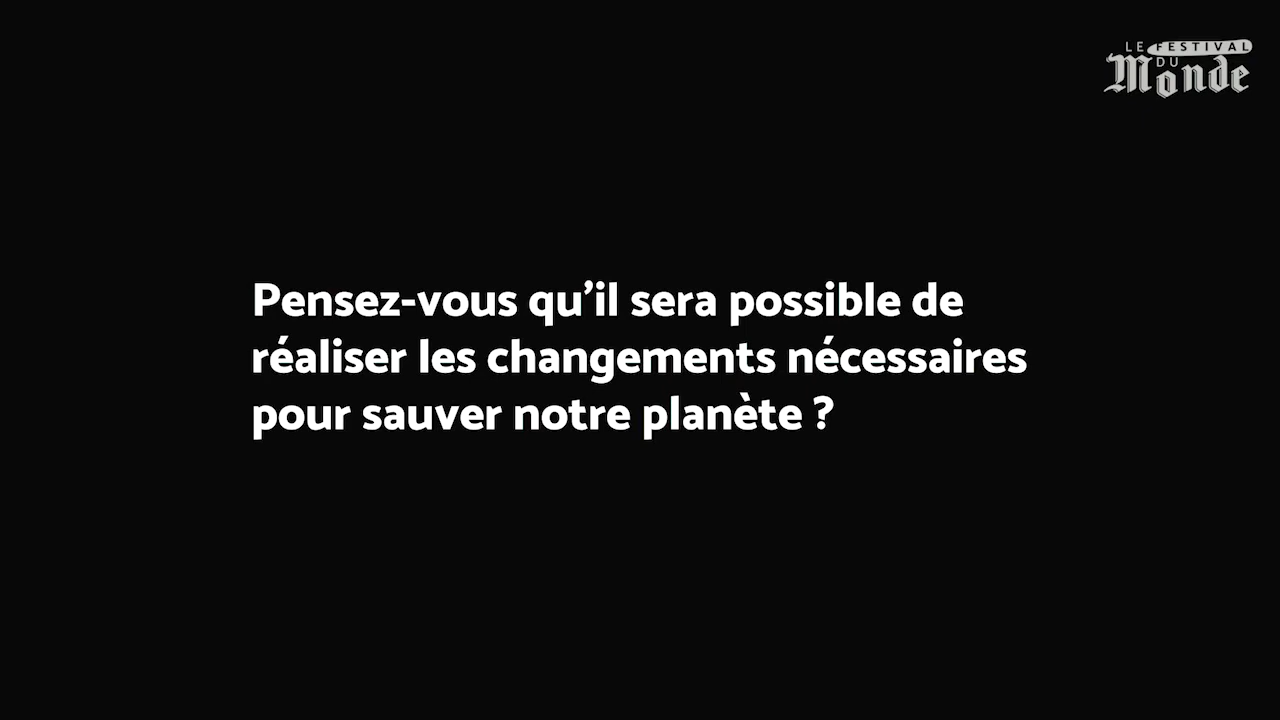 LE FESTIVAL
DU
Monde
Pensez-vous qu’il sera possible de
réaliser les changements nécessaires
pour sauver notre planète ?